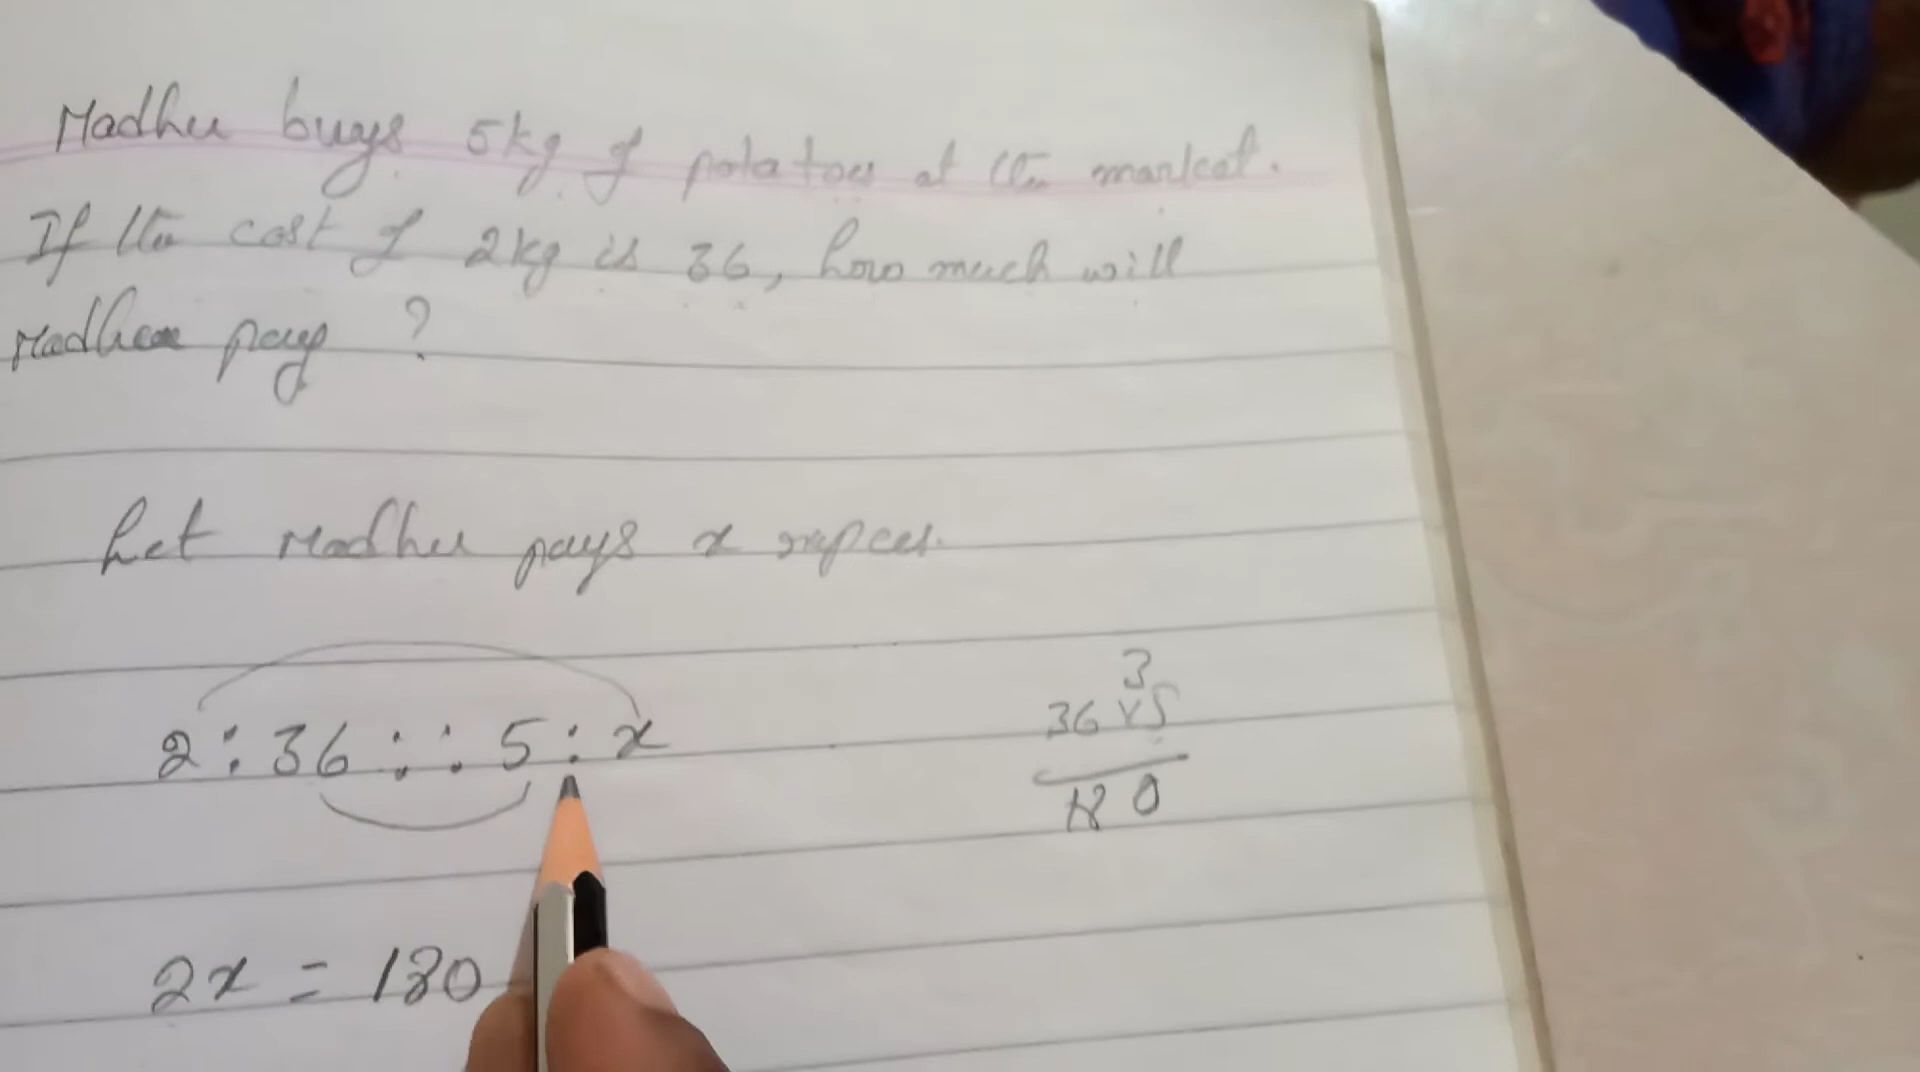 Madhu buys 5kg of potatoes at the market.
If the cost of 2kg is 36, how much will
Madhu pay ?
Let Madhu pays x rupees.
2 : 36 :: 5 : x
3
36 x 5
180
2x = 180